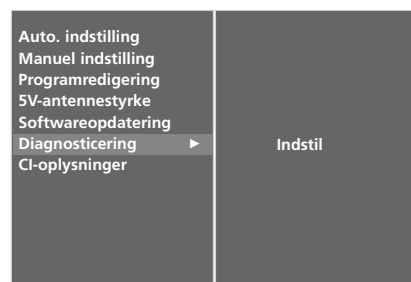 Auto. indstilling
Manuel indstilling
Programredigering
5V-antennestyrke
Softwareopdatering
Diagnosticering ►
Indstil
CI-oplysninger